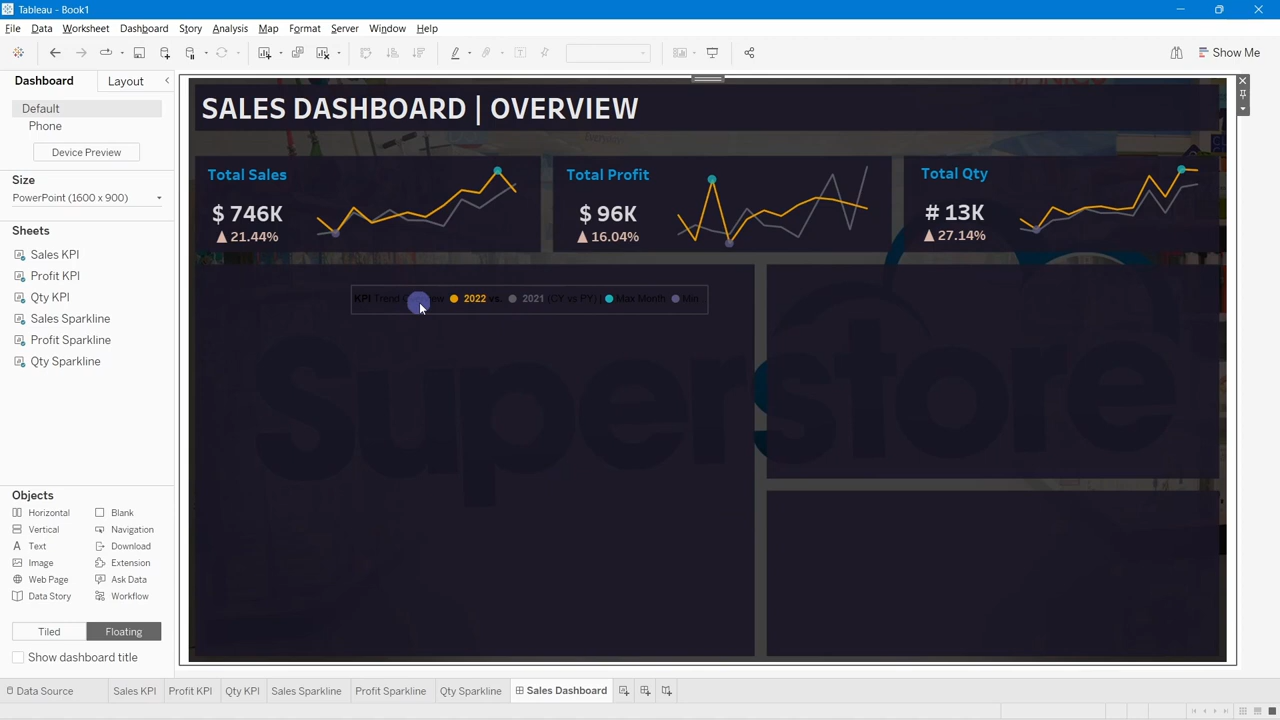 Tableau - Book1
File Data Worksheet Dashboard Story Analysis Map Format Server Window Help
Show Me
Dashboard Layout
Default
Phone
Device Preview
Size
PowerPoint (1600 x 900)
Sheets
Sales KPI
Profit KPI
Qty KPI
Sales Sparkline
Profit Sparkline
Qty Sparkline
Objects
Horizontal Blank
Vertical Navigation
Text Download
Image Extension
Web Page Ask Data
Data Story Workflow
Tiled Floating
Show dashboard title
SALES DASHBOARD | OVERVIEW
Total Sales
$ 746K
▲ 21.44%
Total Profit
$ 96K
▲ 16.04%
Total Qty
# 13K
▲ 27.14%
KPI Trend 2022 vs. 2021 (CY vs PY) | Max Month Min
Superstore
Data Source Sales KPI Profit KPI Qty KPI Sales Sparkline Profit Sparkline Qty Sparkline Sales Dashboard